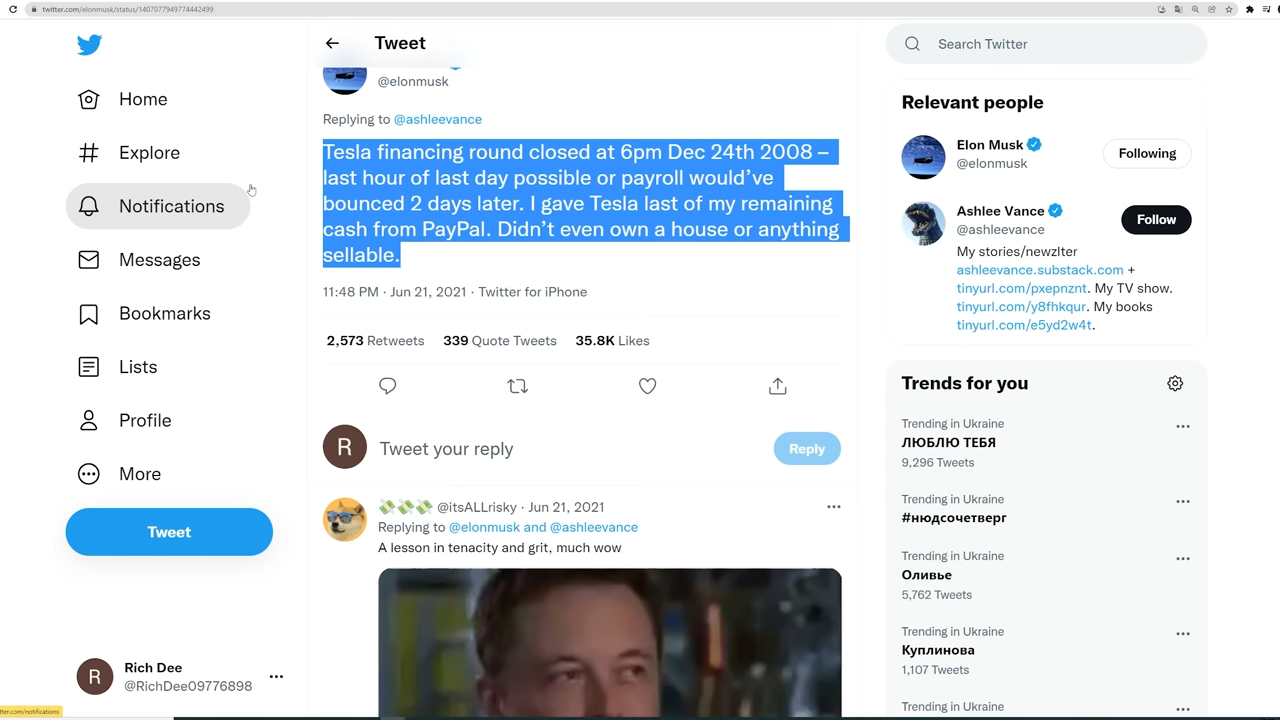 twitter.com/elonmusk/status/1407077949774442499
Home
Explore
Notifications
Messages
Bookmarks
Lists
Profile
More
Tweet
Rich Dee
@RichDee09776898
tter.com/notifications
Tweet
@elonmusk
Replying to @ashleevance
Tesla financing round closed at 6pm Dec 24th 2008 –
last hour of last day possible or payroll would’ve
bounced 2 days later. I gave Tesla last of my remaining
cash from PayPal. Didn’t even own a house or anything
sellable.
11:48 PM · Jun 21, 2021 · Twitter for iPhone
2,573 Retweets 339 Quote Tweets 35.8K Likes
R
Tweet your reply
Reply
@itsALLrisky · Jun 21, 2021
Replying to @elonmusk and @ashleevance
A lesson in tenacity and grit, much wow
Search Twitter
Relevant people
Elon Musk
@elonmusk
Following
Ashlee Vance
@ashleevance
Follow
My stories/newzlter
ashleevance.substack.com +
tinyurl.com/pxepnznt. My TV show.
tinyurl.com/y8fhkqur. My books
tinyurl.com/e5yd2w4t.
Trends for you
Trending in Ukraine
ЛЮБЛЮ ТЕБЯ
9,296 Tweets
Trending in Ukraine
#нюдсочетверг
Trending in Ukraine
Оливье
5,762 Tweets
Trending in Ukraine
Куплинова
1,107 Tweets
Trending in Ukraine
R